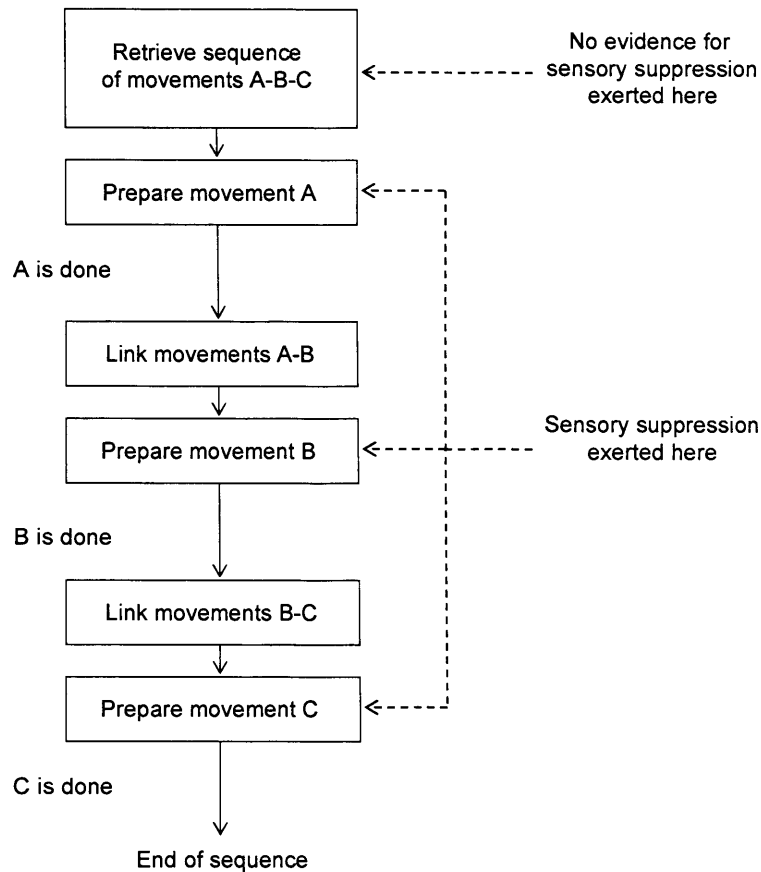 Retrieve sequence
of movements A-B-C
No evidence for
sensory suppression
exerted here
Prepare movement A
A is done
Link movements A-B
Prepare movement B
Sensory suppression
exerted here
B is done
Link movements B-C
Prepare movement C
C is done
End of sequence